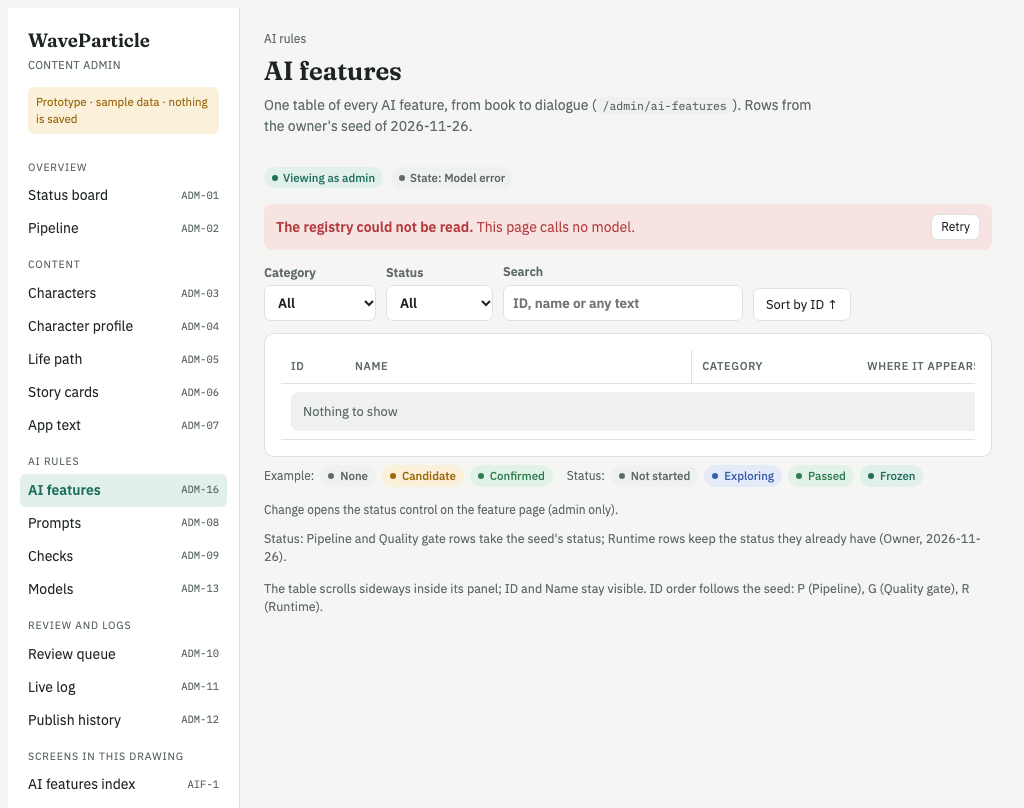 WaveParticle
CONTENT ADMIN
Prototype · sample data · nothing
is saved
OVERVIEW
Status board ADM-01
Pipeline ADM-02
CONTENT
Characters ADM-03
Character profile ADM-04
Life path ADM-05
Story cards ADM-06
App text ADM-07
AI RULES
AI features ADM-16
Prompts ADM-08
Checks ADM-09
Models ADM-13
REVIEW AND LOGS
Review queue ADM-10
Live log ADM-11
Publish history ADM-12
SCREENS IN THIS DRAWING
AI features index AIF-1
AI rules
AI features
One table of every AI feature, from book to dialogue ( /admin/ai-features ). Rows from
the owner's seed of 2026-11-26.
Viewing as admin State: Model error
The registry could not be read. This page calls no model. Retry
Category Status Search
All All ID, name or any text Sort by ID ↑
ID NAME CATEGORY WHERE IT APPEARS
Nothing to show
Example: None Candidate Confirmed Status: Not started Exploring Passed Frozen
Change opens the status control on the feature page (admin only).
Status: Pipeline and Quality gate rows take the seed's status; Runtime rows keep the status they already have (Owner, 2026-11-
26).
The table scrolls sideways inside its panel; ID and Name stay visible. ID order follows the seed: P (Pipeline), G (Quality gate), R
(Runtime).